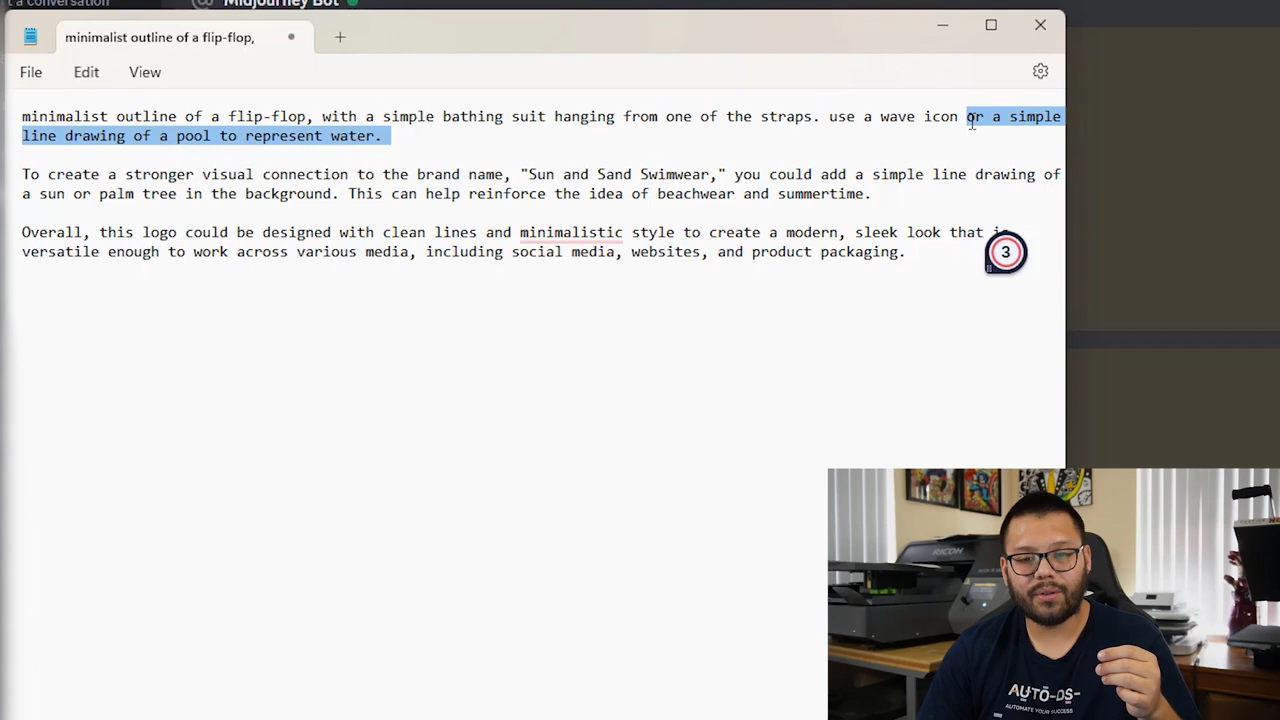 t a conversation
Midjourney Bot
minimalist outline of a flip-flop,
File Edit View
minimalist outline of a flip-flop, with a simple bathing suit hanging from one of the straps. use a wave icon or a simple
line drawing of a pool to represent water.
To create a stronger visual connection to the brand name, "Sun and Sand Swimwear," you could add a simple line drawing of
a sun or palm tree in the background. This can help reinforce the idea of beachwear and summertime.
Overall, this logo could be designed with clean lines and minimalistic style to create a modern, sleek look that is
versatile enough to work across various media, including social media, websites, and product packaging.
3
RICOH
AUTO-DS-
AUTOMATE YOUR SUCCESS